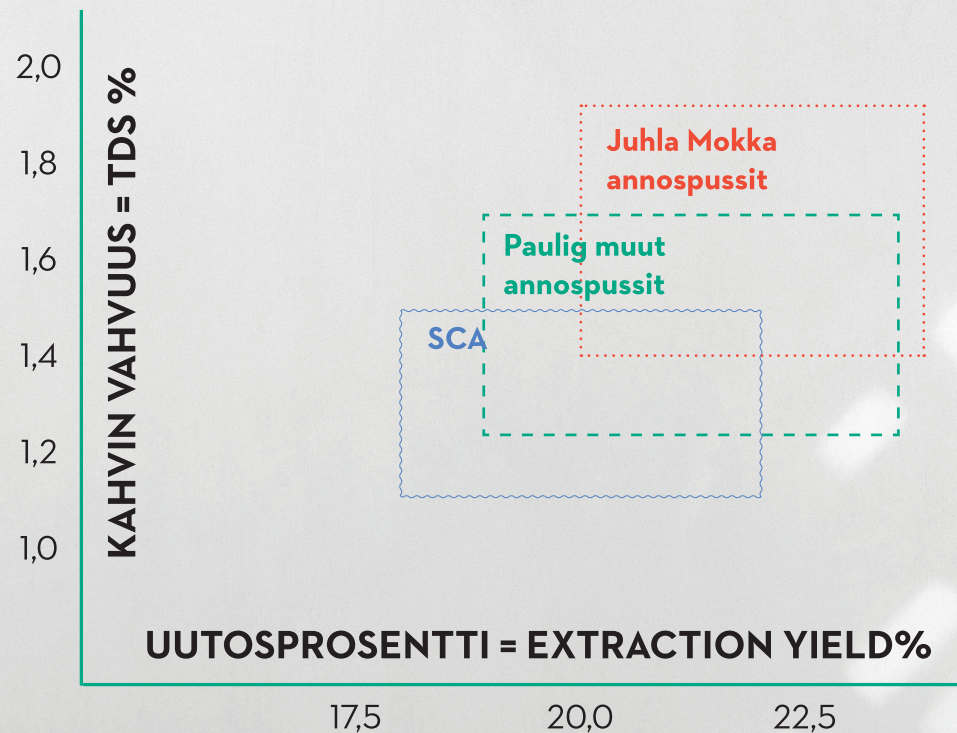 2,0
1,8
1,6
1,4
1,2
1,0
KAHVIN VAHVUUS = TDS %
Juhla Mokka
annospussit
Paulig muut
annospussit
SCA
UUTOSPROSENTTI = EXTRACTION YIELD%
17,5
20,0
22,5